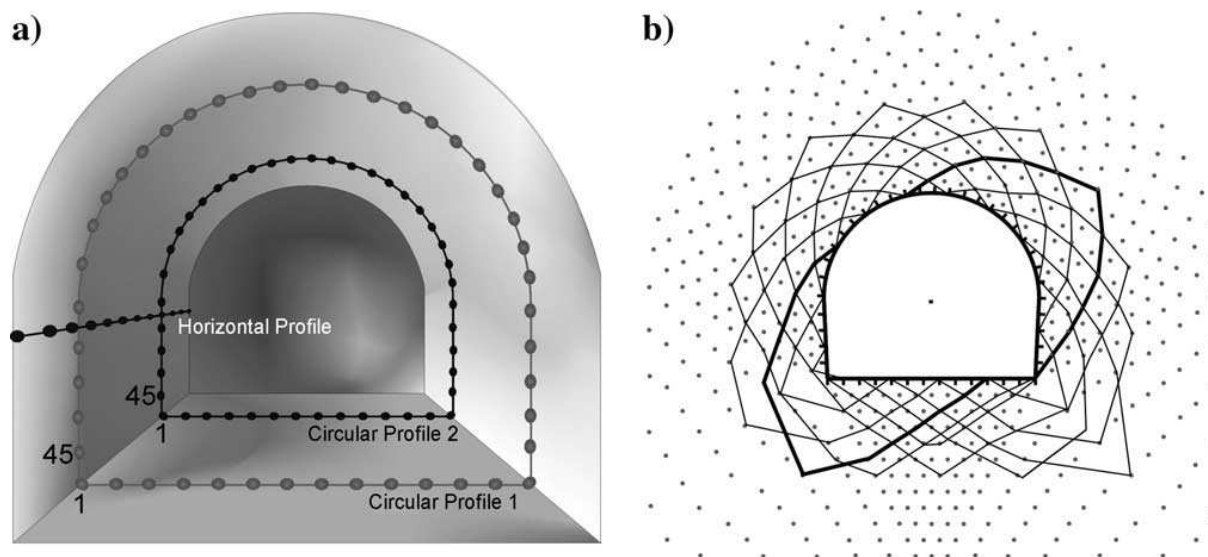 a)
b)
Horizontal Profile
45
1
Circular Profile 2
45
1
Circular Profile 1